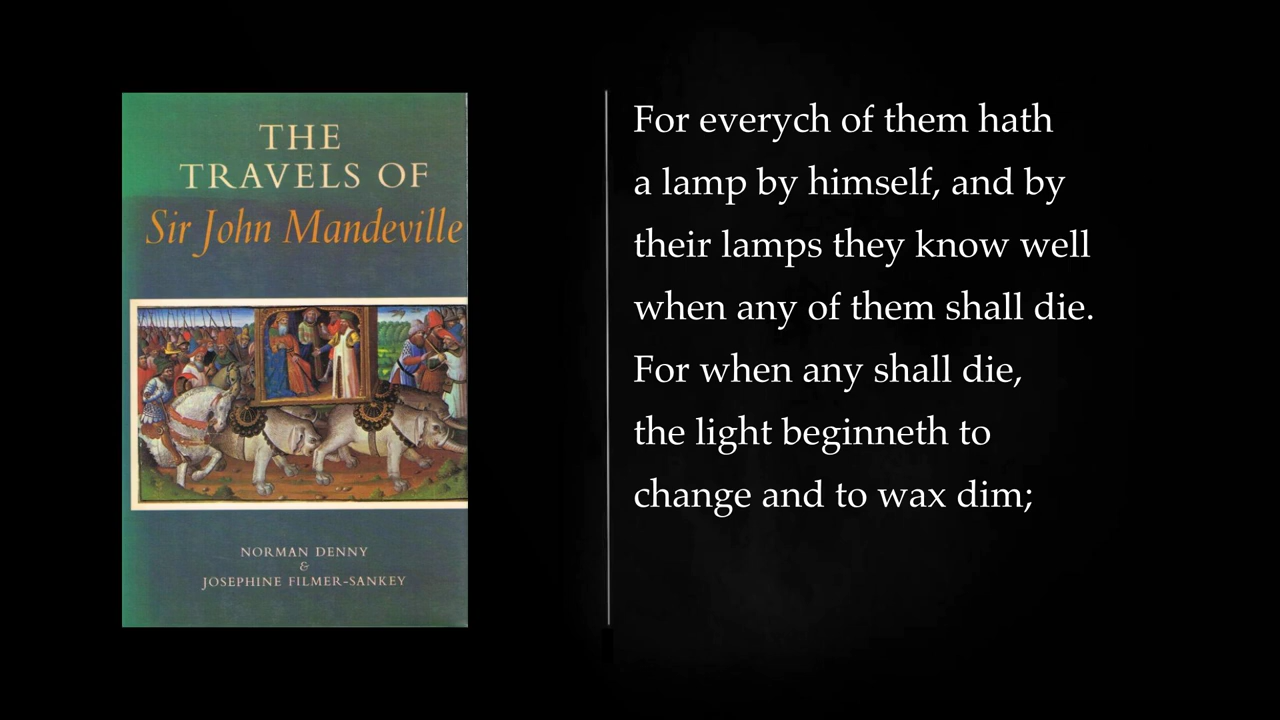 THE
TRAVELS OF
Sir John Mandeville
NORMAN DENNY
&
JOSEPHINE FILMER-SANKEY
For everych of them hath
a lamp by himself, and by
their lamps they know well
when any of them shall die.
For when any shall die,
the light beginneth to
change and to wax dim;